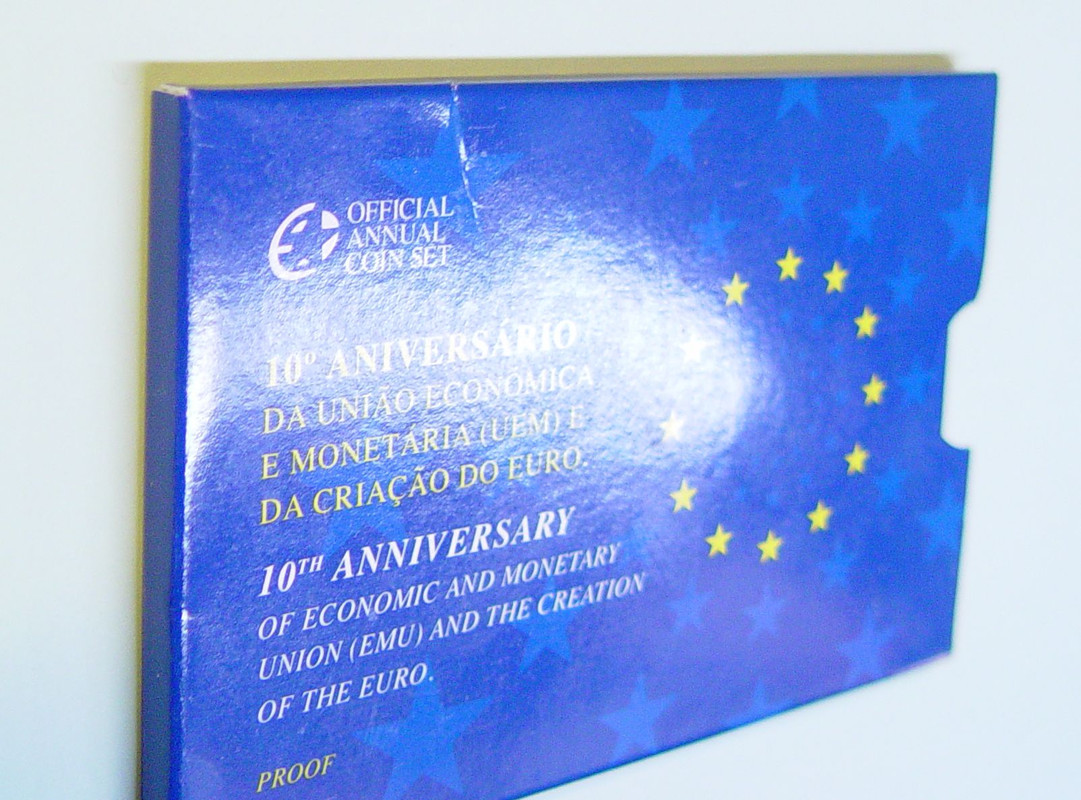 OFFICIAL
ANNUAL
COIN SET
10º ANIVERSÁRIO
DA UNIÃO ECONÓMICA
E MONETÁRIA (UEM) E
DA CRIAÇÃO DO EURO.
10TH ANNIVERSARY
OF ECONOMIC AND MONETARY
UNION (EMU) AND THE CREATION
OF THE EURO.
PROOF